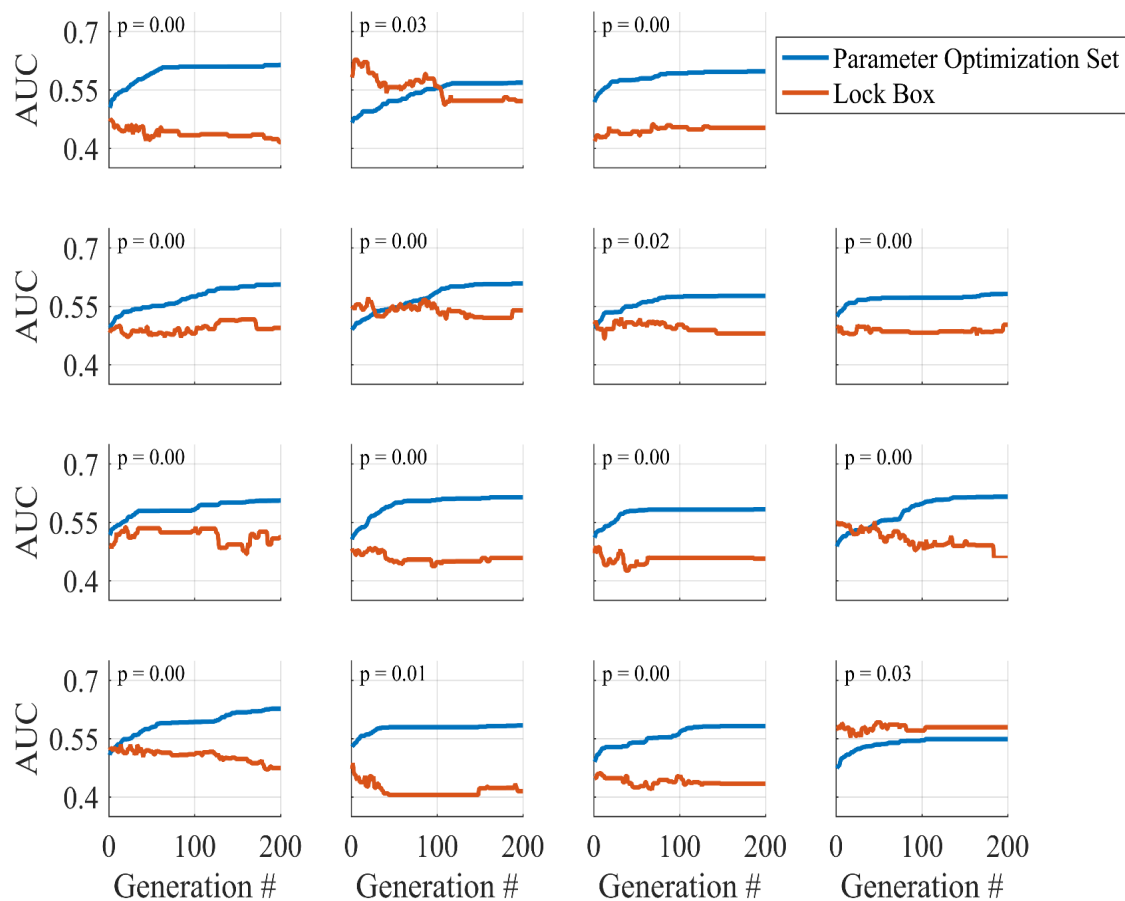 p = 0.00
p = 0.03
p = 0.00
Parameter Optimization Set
Lock Box
AUC
0.7
0.55
0.4
p = 0.00
p = 0.00
p = 0.02
p = 0.00
AUC
0.7
0.55
0.4
p = 0.00
p = 0.00
p = 0.00
p = 0.00
AUC
0.7
0.55
0.4
p = 0.00
p = 0.01
p = 0.00
p = 0.03
AUC
0.7
0.55
0.4
0 100 200
0 100 200
0 100 200
0 100 200
Generation #
Generation #
Generation #
Generation #